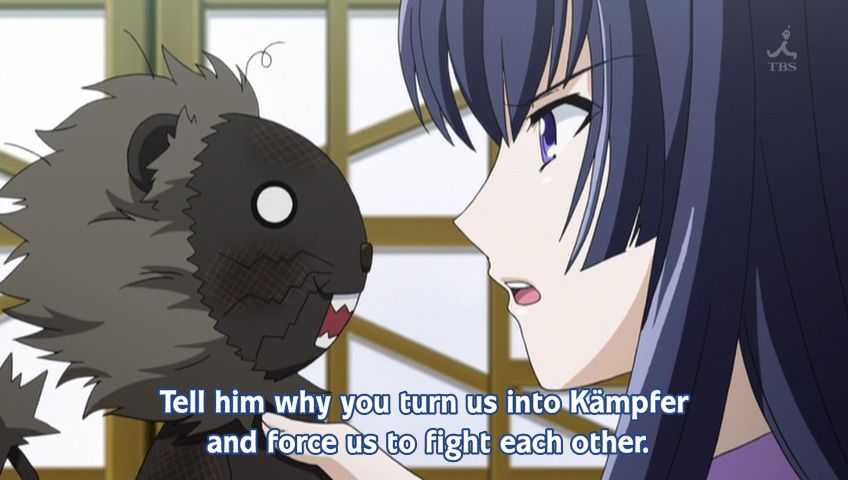 TBS
Tell him why you turn us into Kämpfer
and force us to fight each other.